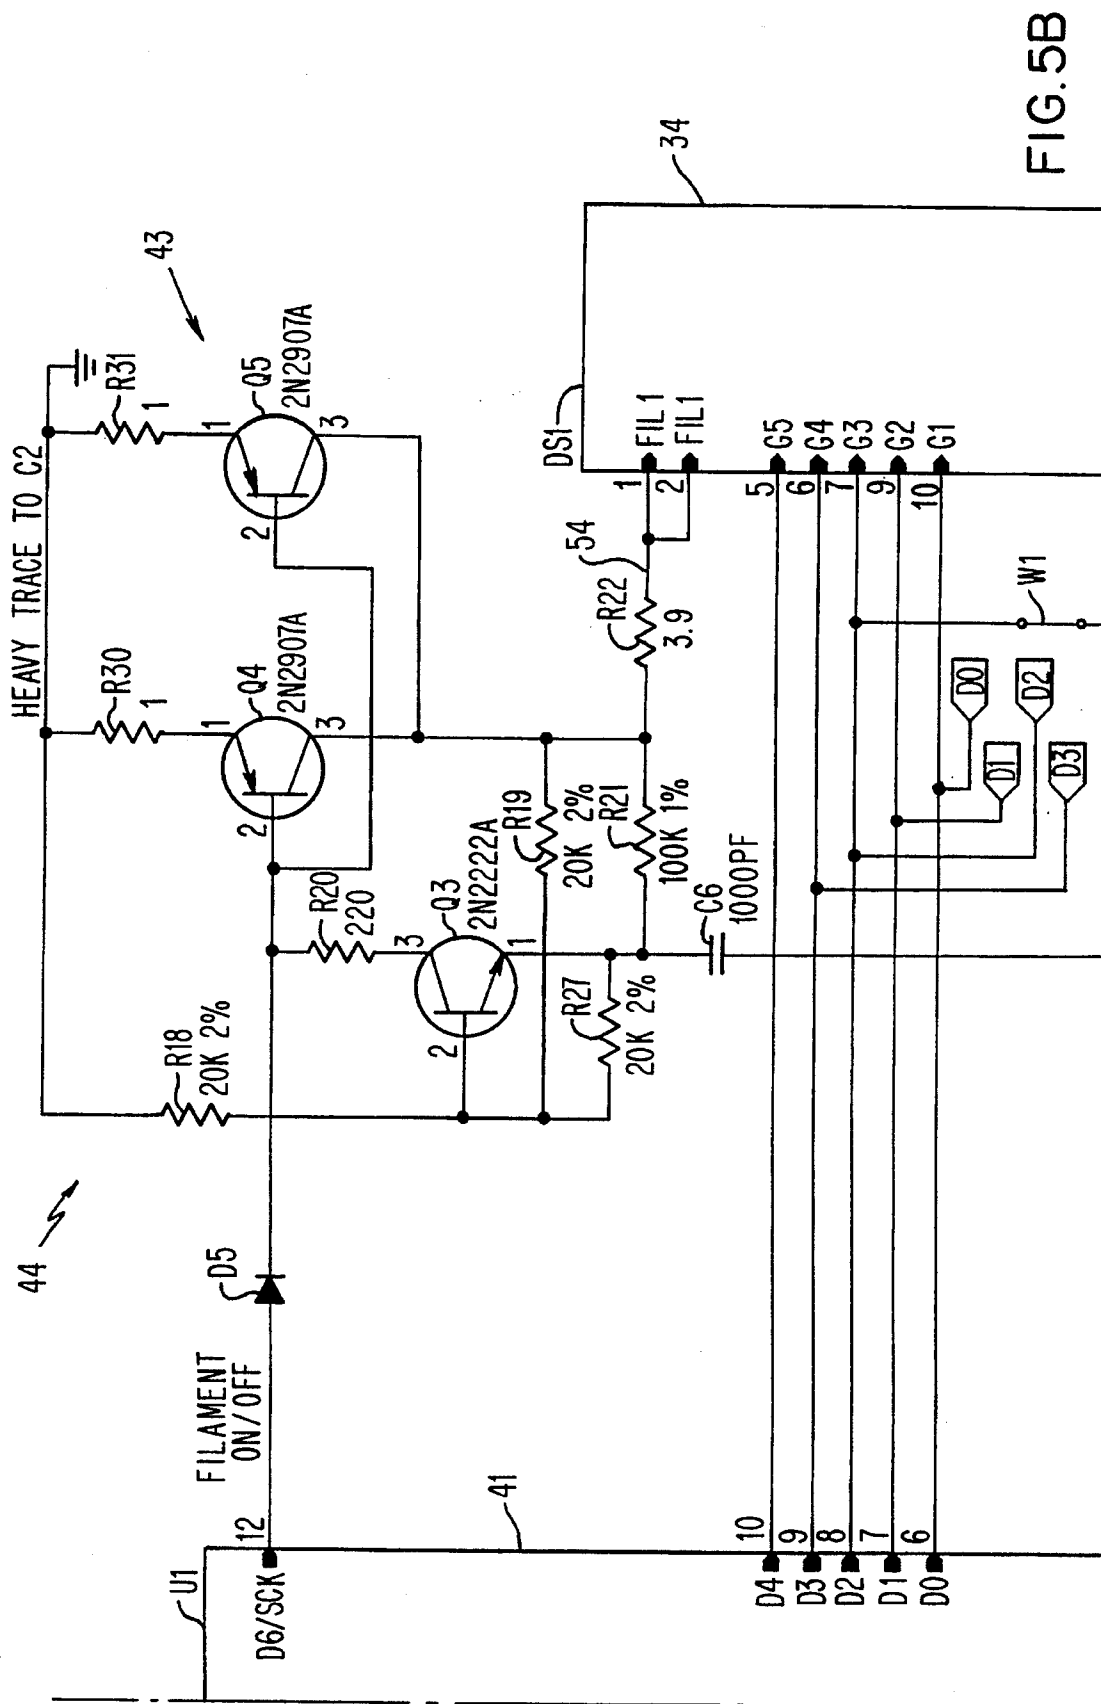 HEAVY TRACE TO C2
44
43
R18
20K 2%
R30
1
R31
1
1
Q4
2N2907A
2
3
1
Q5
2N2907A
2
3
FILAMENT
ON/OFF
D5
R20
220
3
Q3
2N2222A
2
1
R19
20K 2%
R27
20K 2%
R21
100K 1%
C6
1000PF
R22
3.9
54
U1
D6/SCK
12
41
D4
10
D3
9
D2
8
D1
7
D0
6
DS1
34
1
FIL1
2
FIL1
5
G5
6
G4
7
G3
9
G2
10
G1
D0
D1
D2
D3
W1
FIG. 5B